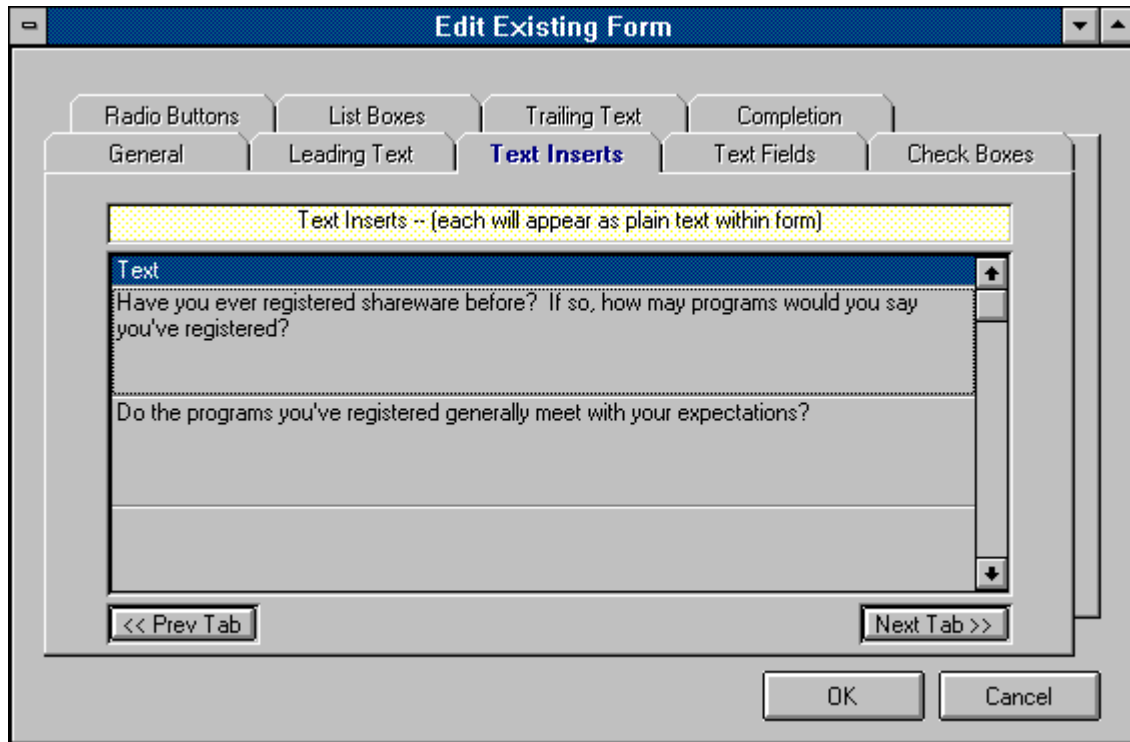 Edit Existing Form
Radio Buttons
List Boxes
Trailing Text
Completion
General
Leading Text
Text Inserts
Text Fields
Check Boxes
Text Inserts -- (each will appear as plain text within form)
Text
Have you ever registered shareware before?  If so, how may programs would you say
you've registered?
Do the programs you've registered generally meet with your expectations?
<< Prev Tab
Next Tab >>
OK
Cancel